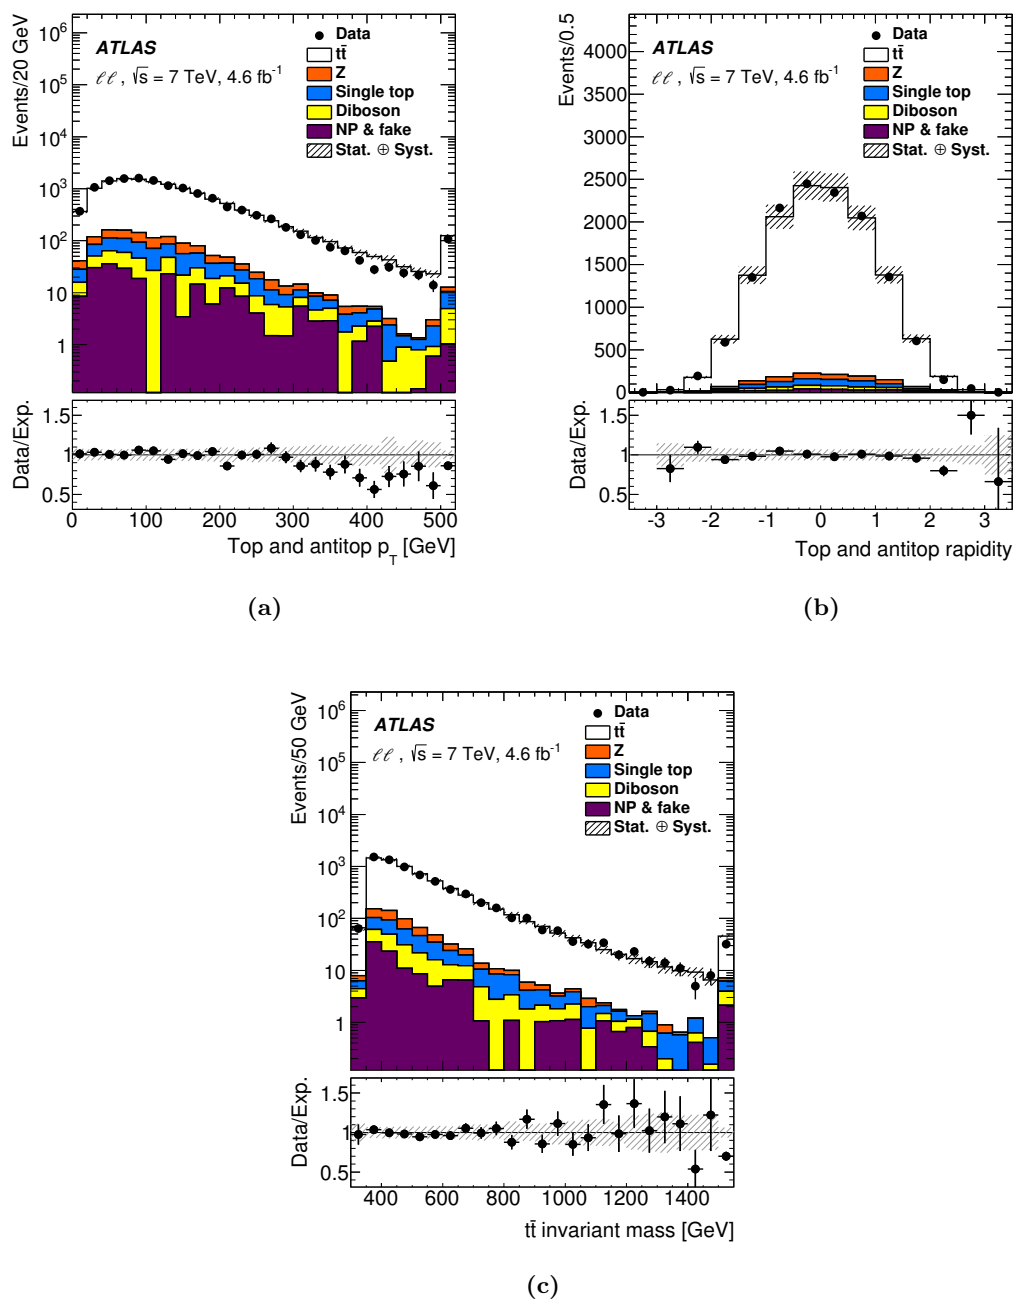 Events/20 GeV
10⁶
10⁵
10⁴
10³
10²
10
1
ATLAS
ℓℓ , √s = 7 TeV, 4.6 fb⁻¹
Data
tt̄
Z
Single top
Diboson
NP & fake
Stat. ⊕ Syst.
Data/Exp.
1.5
1
0.5
0 100 200 300 400 500
Top and antitop p_T [GeV]
(a)
Events/0.5
4000
3500
3000
2500
2000
1500
1000
500
0
ATLAS
ℓℓ , √s = 7 TeV, 4.6 fb⁻¹
Data
tt̄
Z
Single top
Diboson
NP & fake
Stat. ⊕ Syst.
Data/Exp.
1.5
1
0.5
-3 -2 -1 0 1 2 3
Top and antitop rapidity
(b)
Events/50 GeV
10⁶
10⁵
10⁴
10³
10²
10
1
ATLAS
ℓℓ , √s = 7 TeV, 4.6 fb⁻¹
Data
tt̄
Z
Single top
Diboson
NP & fake
Stat. ⊕ Syst.
Data/Exp.
1.5
1
0.5
400 600 800 1000 1200 1400
tt̄ invariant mass [GeV]
(c)